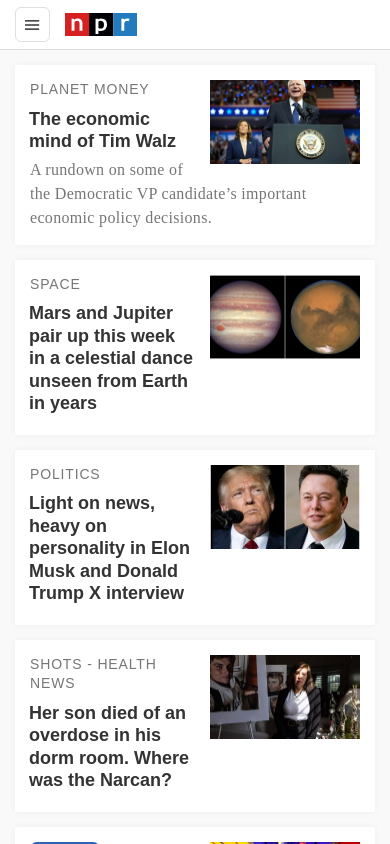 npr
PLANET MONEY
The economic
mind of Tim Walz
A rundown on some of
the Democratic VP candidate’s important
economic policy decisions.
SPACE
Mars and Jupiter
pair up this week
in a celestial dance
unseen from Earth
in years
POLITICS
Light on news,
heavy on
personality in Elon
Musk and Donald
Trump X interview
SHOTS - HEALTH
NEWS
Her son died of an
overdose in his
dorm room. Where
was the Narcan?